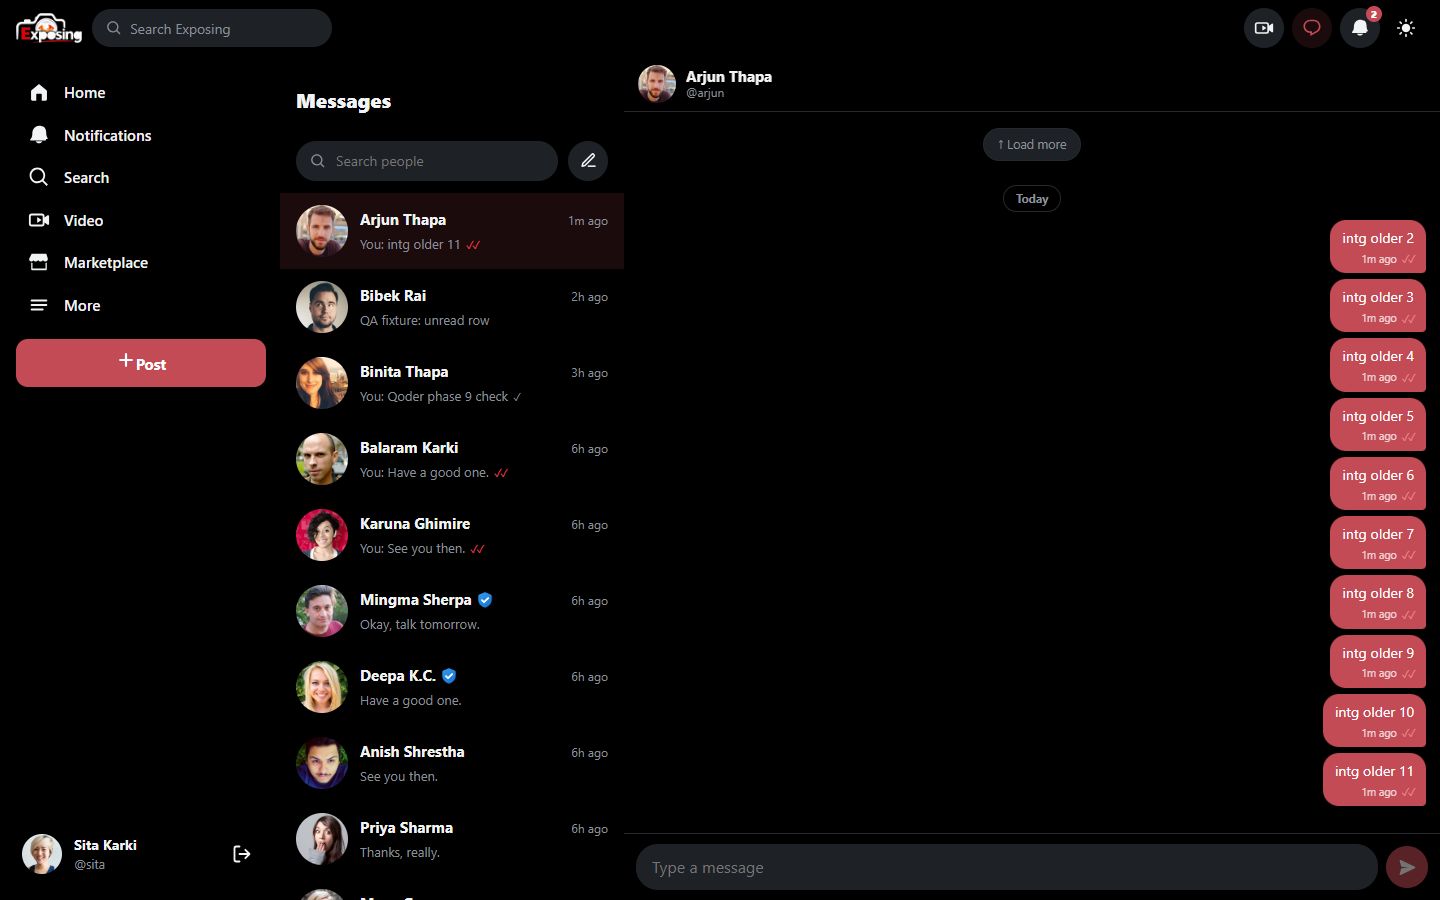 Exposing
Search Exposing
2
Home
Notifications
Search
Video
Marketplace
More
Post
Sita Karki
@sita
Messages
Search people
Arjun Thapa
1m ago
You: intg older 11
Bibek Rai
2h ago
QA fixture: unread row
Binita Thapa
3h ago
You: Qoder phase 9 check
Balaram Karki
6h ago
You: Have a good one.
Karuna Ghimire
6h ago
You: See you then.
Mingma Sherpa
6h ago
Okay, talk tomorrow.
Deepa K.C.
6h ago
Have a good one.
Anish Shrestha
6h ago
See you then.
Priya Sharma
6h ago
Thanks, really.
Arjun Thapa
@arjun
↑ Load more
Today
intg older 2
1m ago
intg older 3
1m ago
intg older 4
1m ago
intg older 5
1m ago
intg older 6
1m ago
intg older 7
1m ago
intg older 8
1m ago
intg older 9
1m ago
intg older 10
1m ago
intg older 11
1m ago
Type a message